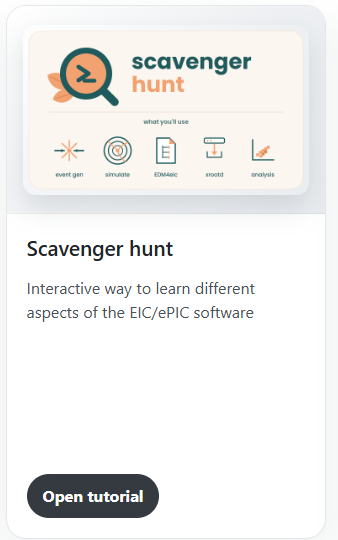 scavenger
hunt
what you'll use
event gen
simulate
EDM4eic
xrootd
analysis
Scavenger hunt
Interactive way to learn different
aspects of the EIC/ePIC software
Open tutorial